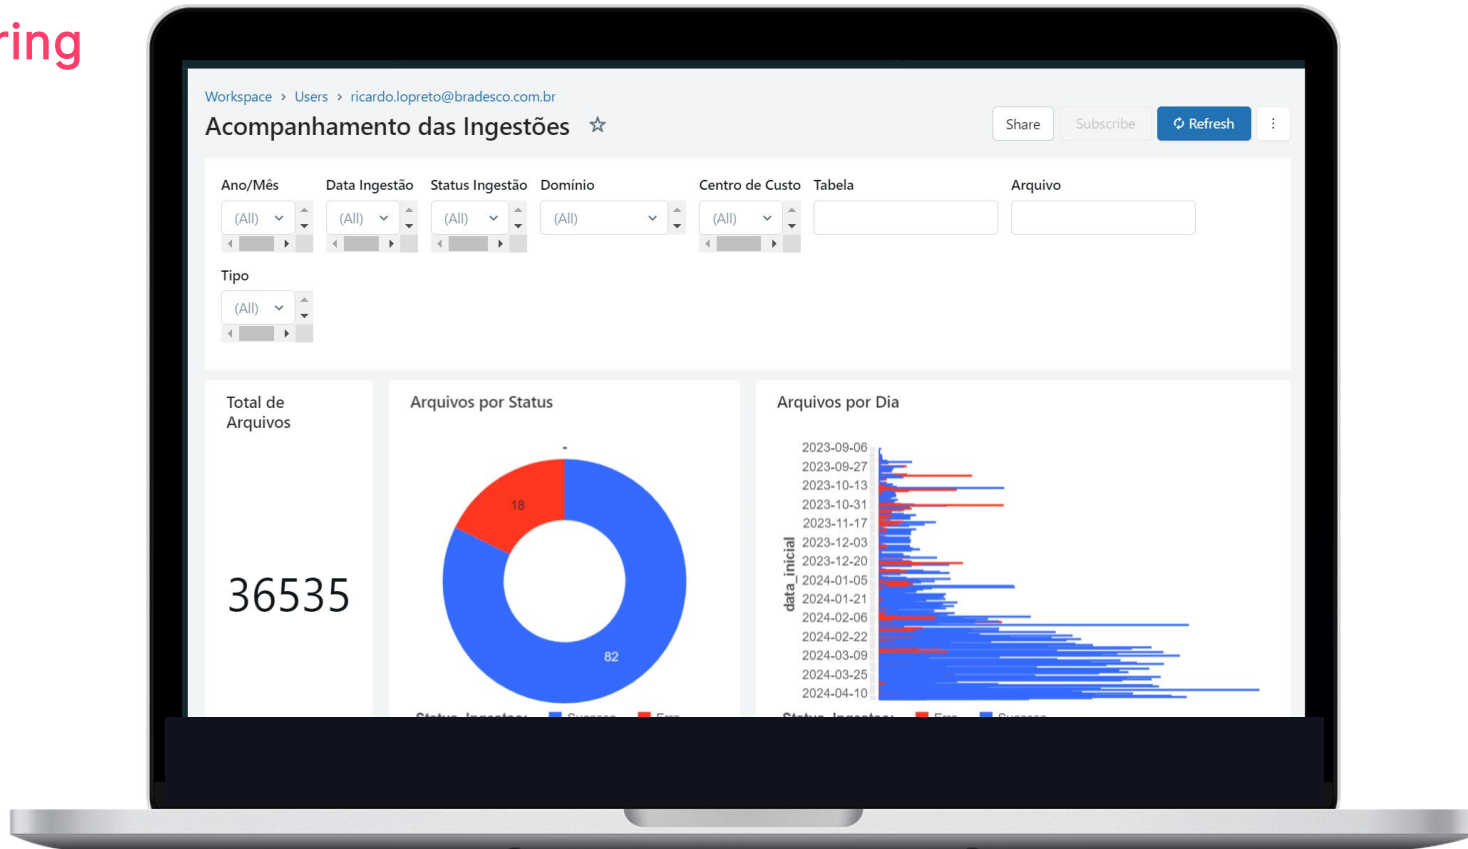 ring
Workspace > Users > ricardo.lopreto@bradesco.com.br
Acompanhamento das Ingestões
Share Subscribe Refresh
Ano/Mês Data Ingestão Status Ingestão Domínio Centro de Custo Tabela Arquivo
(All) (All) (All) (All) (All)
Tipo
(All)
Total de
Arquivos
36535
Arquivos por Status
18
82
Arquivos por Dia
data_inicial
2023-09-06
2023-09-27
2023-10-13
2023-10-31
2023-11-17
2023-12-03
2023-12-20
2024-01-05
2024-01-21
2024-02-06
2024-02-22
2024-03-09
2024-03-25
2024-04-10